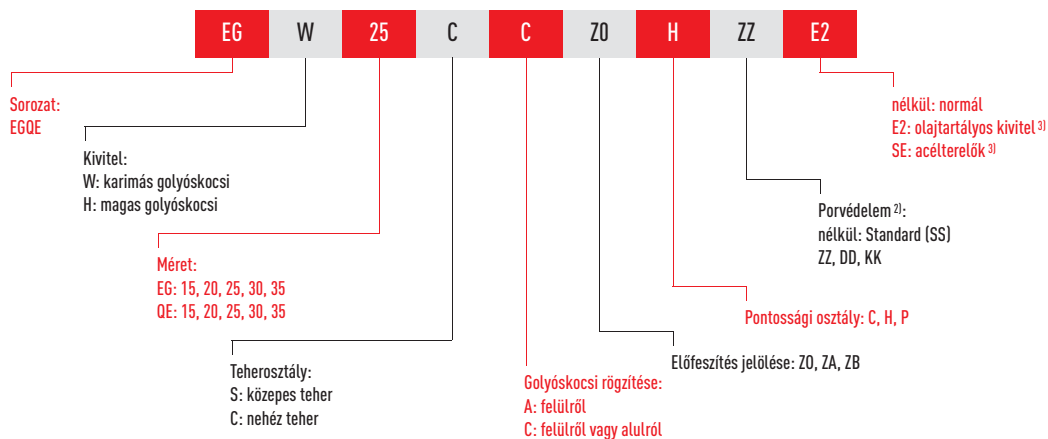 EG W 25 C C Z0 H ZZ E2
Sorozat:
EGQE
nélkül: normál
E2: olajtartályos kivitel 3)
SE: acélterelők 3)
Kivitel:
W: karimás golyóskocsi
H: magas golyóskocsi
Porvédelem 2):
nélkül: Standard (SS)
ZZ, DD, KK
Méret:
EG: 15, 20, 25, 30, 35
QE: 15, 20, 25, 30, 35
Pontossági osztály: C, H, P
Előfeszítés jelölése: Z0, ZA, ZB
Teherosztály:
S: közepes teher
C: nehéz teher
Golyóskocsi rögzítése:
A: felülről
C: felülről vagy alulról